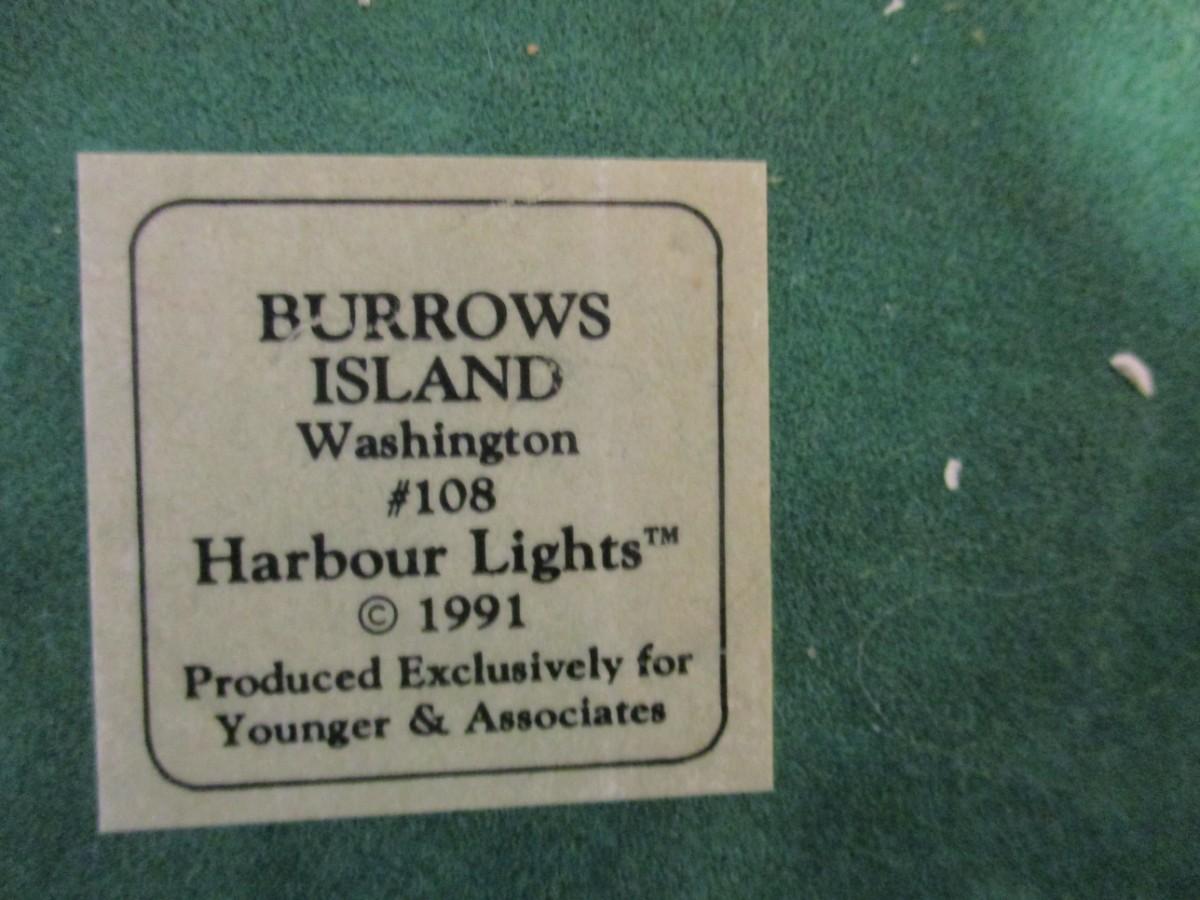 BURROWS
ISLAND
Washington
#108
Harbour Lights™
© 1991
Produced Exclusively for
Younger & Associates